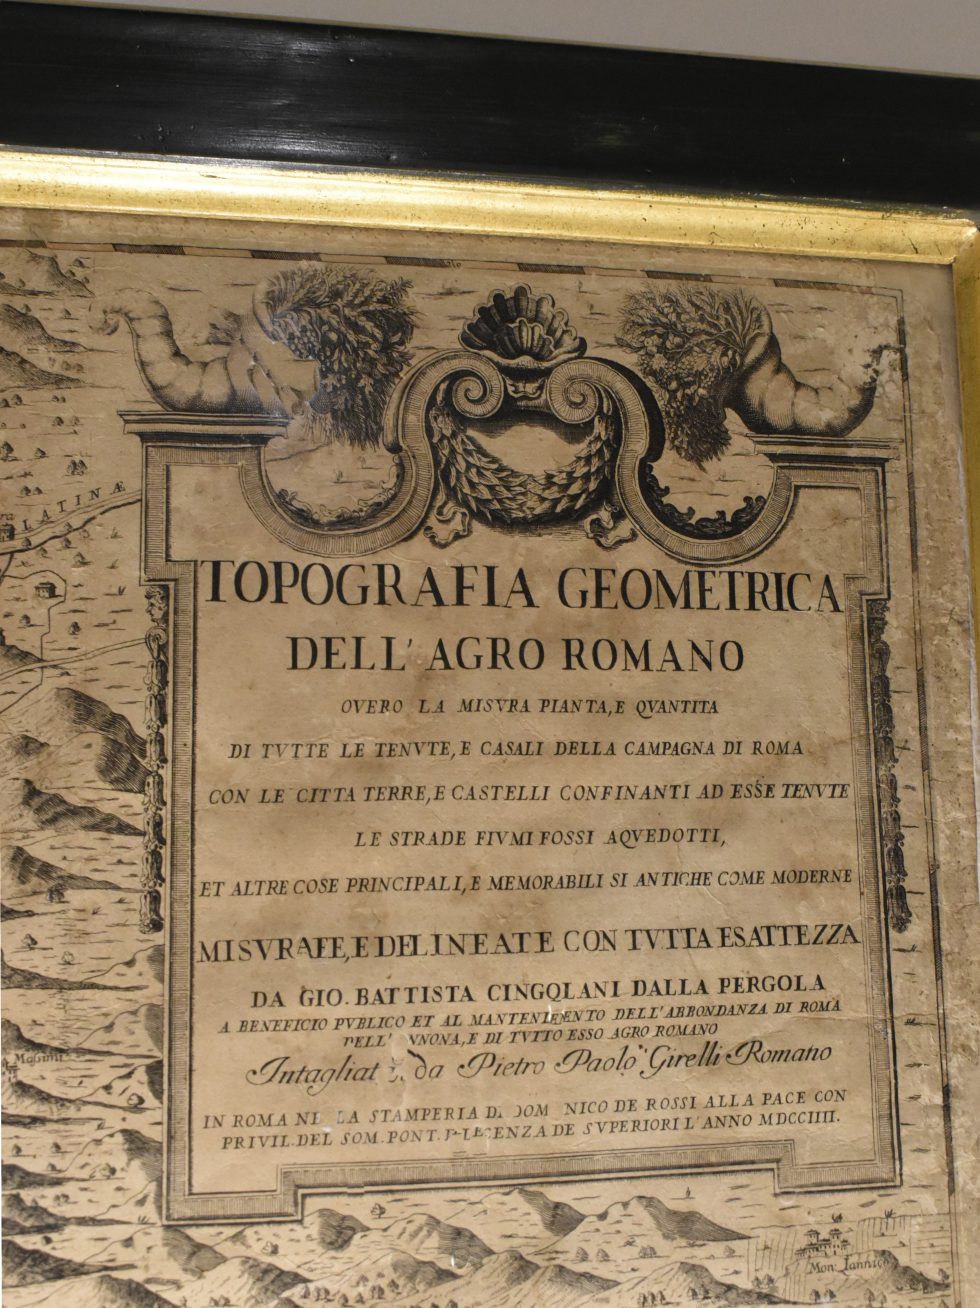 LATINÆ
TOPOGRAFIA GEOMETRICA
DELL' AGRO ROMANO
OVERO LA MISVRA PIANTA, E QVANTITA
DI TVTTE LE TENVTE, E CASALI DELLA CAMPAGNA DI ROMA
CON LE CITTA TERRE, E CASTELLI CONFINANTI AD ESSE TENVTE
LE STRADE FIVMI FOSSI AQVEDOTTI,
ET ALTRE COSE PRINCIPALI, E MEMORABILI SI ANTICHE COME MODERNE
MISVRATE, E DELINEATE CON TVTTA ESATTEZZA
DA GIO. BATTISTA CINGOLANI DALLA PERGOLA
A BENEFICIO PVBLICO ET AL MANTENIMENTO DELL'ABBONDANZA DI ROMA
DELL' ANNONA, E DI TVTTO ESSO AGRO ROMANO
da Pietro Paolo Girelli Romano
IN ROMA LA STAMPERIA DE ROSSI ALLA PACE CON
PRIVIL. DEL SOM. PONT. E LICENZA DE SVPERIORI L'ANNO MDCCIIII.